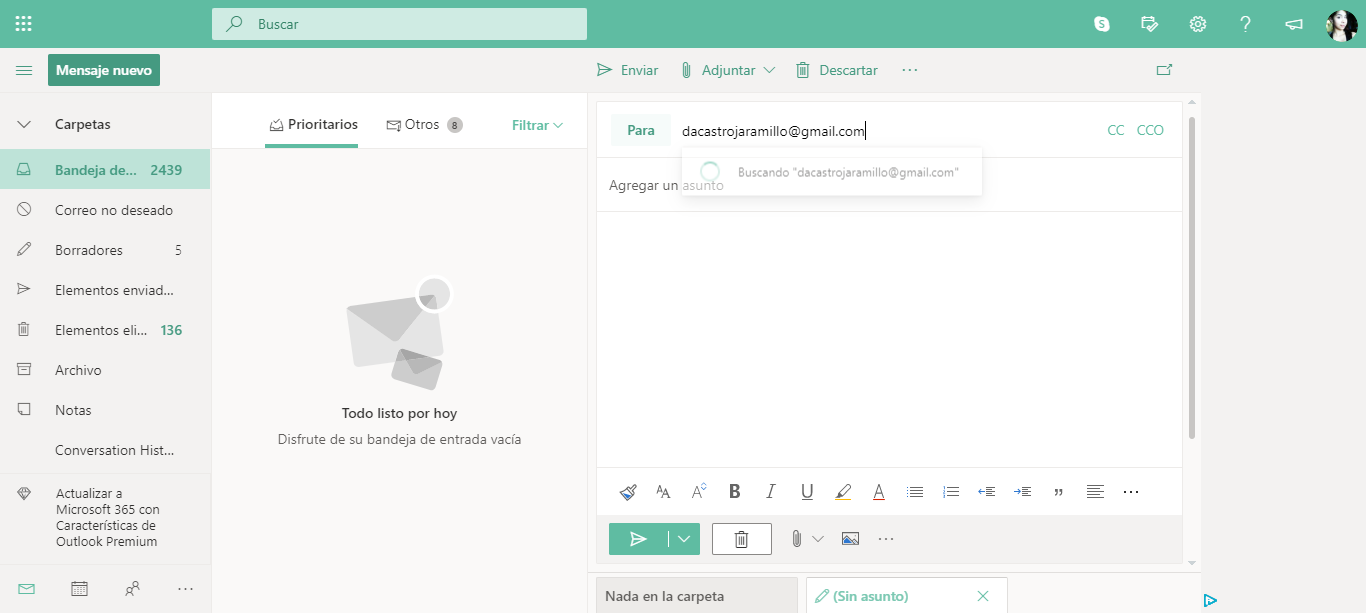 Buscar
Mensaje nuevo
Enviar
Adjuntar
Descartar
Carpetas
Bandeja de... 2439
Correo no deseado
Borradores 5
Elementos enviad...
Elementos eli... 136
Archivo
Notas
Conversation Hist...
Actualizar a
Microsoft 365 con
Características de
Outlook Premium
Prioritarios
Otros 8
Filtrar
Todo listo por hoy
Disfrute de su bandeja de entrada vacía
Para
dacastrojaramillo@gmail.com
CC CCO
Buscando "dacastrojaramillo@gmail.com"
Agregar un asunto
Nada en la carpeta
(Sin asunto)